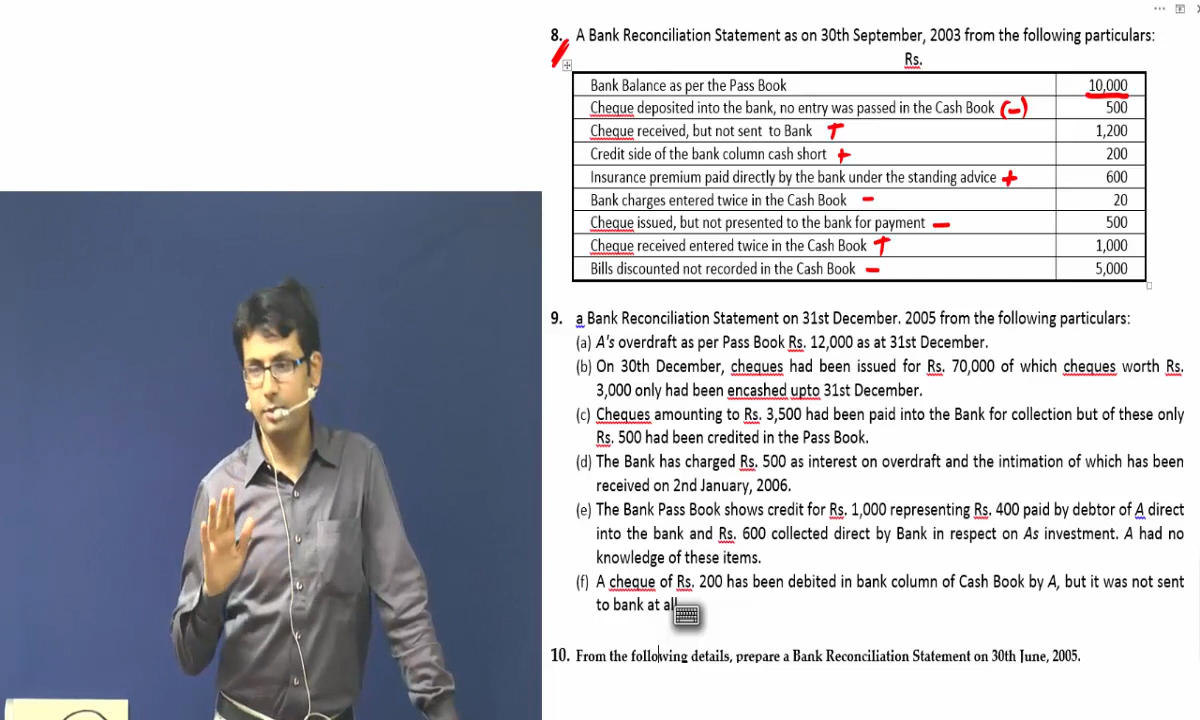 8. A Bank Reconciliation Statement as on 30th September, 2003 from the following particulars:
Rs.
Bank Balance as per the Pass Book 10,000
Cheque deposited into the bank, no entry was passed in the Cash Book (-) 500
Cheque received, but not sent to Bank + 1,200
Credit side of the bank column cash short + 200
Insurance premium paid directly by the bank under the standing advice + 600
Bank charges entered twice in the Cash Book - 20
Cheque issued, but not presented to the bank for payment - 500
Cheque received entered twice in the Cash Book + 1,000
Bills discounted not recorded in the Cash Book - 5,000
9. a Bank Reconciliation Statement on 31st December. 2005 from the following particulars:
(a) A's overdraft as per Pass Book Rs. 12,000 as at 31st December.
(b) On 30th December, cheques had been issued for Rs. 70,000 of which cheques worth Rs.
3,000 only had been encashed upto 31st December.
(c) Cheques amounting to Rs. 3,500 had been paid into the Bank for collection but of these only
Rs. 500 had been credited in the Pass Book.
(d) The Bank has charged Rs. 500 as interest on overdraft and the intimation of which has been
received on 2nd January, 2006.
(e) The Bank Pass Book shows credit for Rs. 1,000 representing Rs. 400 paid by debtor of A direct
into the bank and Rs. 600 collected direct by Bank in respect on As investment. A had no
knowledge of these items.
(f) A cheque of Rs. 200 has been debited in bank column of Cash Book by A, but it was not sent
to bank at all
10. From the following details, prepare a Bank Reconciliation Statement on 30th June, 2005.